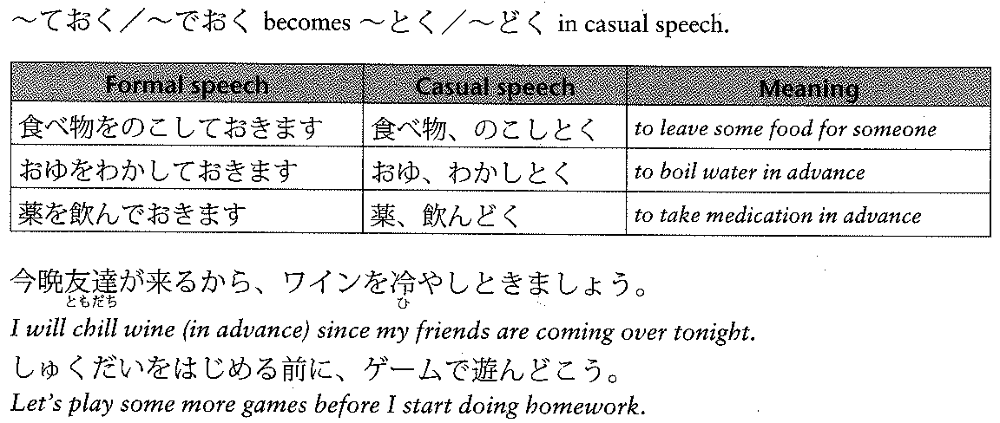 ～ておく／～でおく becomes ～とく／～どく in casual speech.
Formal speech Casual speech Meaning
食べ物をのこしておきます 食べ物、のこしとく to leave some food for someone
おゆをわかしておきます おゆ、わかしとく to boil water in advance
薬を飲んでおきます 薬、飲んどく to take medication in advance
今晩友達が来るから、ワインを冷やしときましょう。
ともだち ひ
I will chill wine (in advance) since my friends are coming over tonight.
しゅくだいをはじめる前に、ゲームで遊んどこう。
Let's play some more games before I start doing homework.